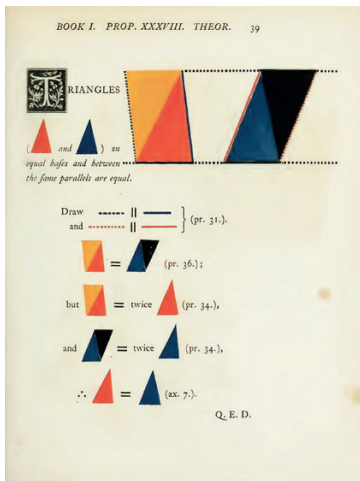 BOOK I. PROP. XXXVIII. THEOR. 39
TRIANGLES
( and ) on
equal bases and between
the same parallels are equal.
Draw ||
and || } (pr. 31.).
= (pr. 36.) ;
but = twice (pr. 34.),
and = twice (pr. 34.),
∴ = (ax. 7.).
Q. E. D.